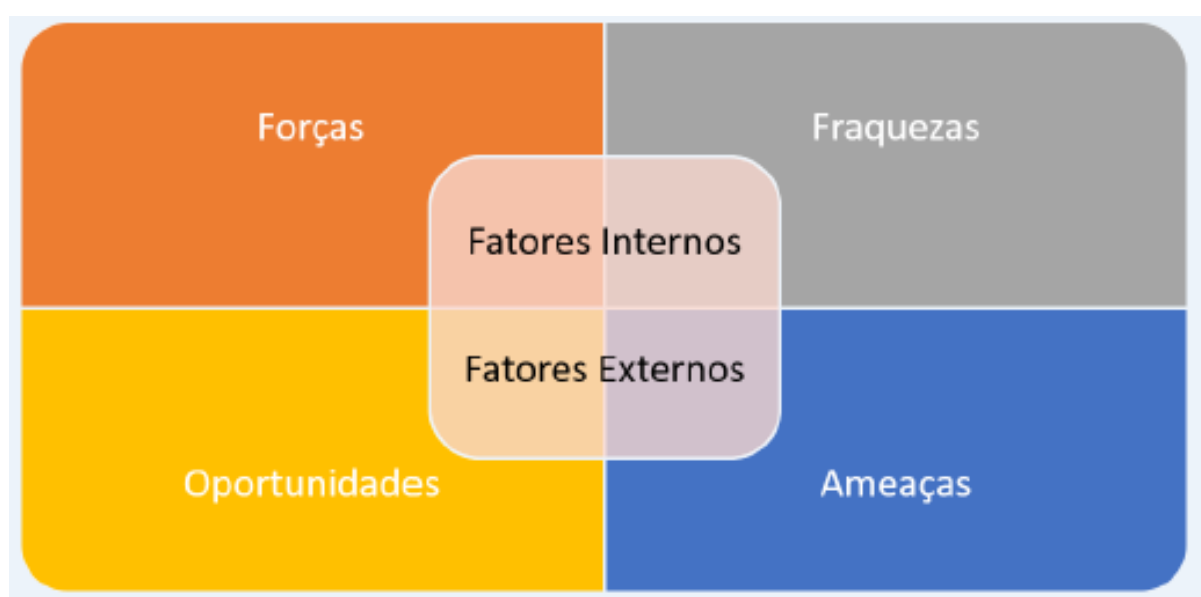 Forças
Fraquezas
Fatores Internos
Fatores Externos
Oportunidades
Ameaças